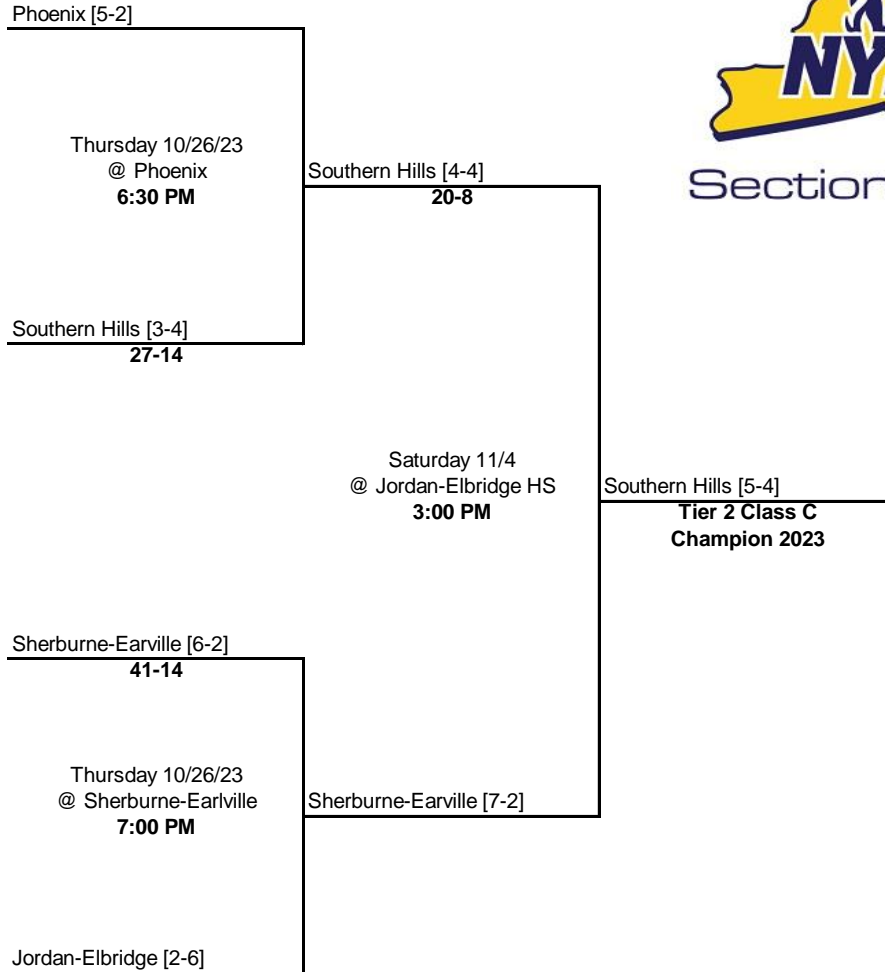 Phoenix [5-2]
Thursday 10/26/23
@ Phoenix
6:30 PM
Southern Hills [4-4]
20-8
Section
Southern Hills [3-4]
27-14
Saturday 11/4
@ Jordan-Elbridge HS
3:00 PM
Southern Hills [5-4]
Tier 2 Class C
Champion 2023
Sherburne-Earville [6-2]
41-14
Thursday 10/26/23
@ Sherburne-Earlville
7:00 PM
Sherburne-Earville [7-2]
Jordan-Elbridge [2-6]